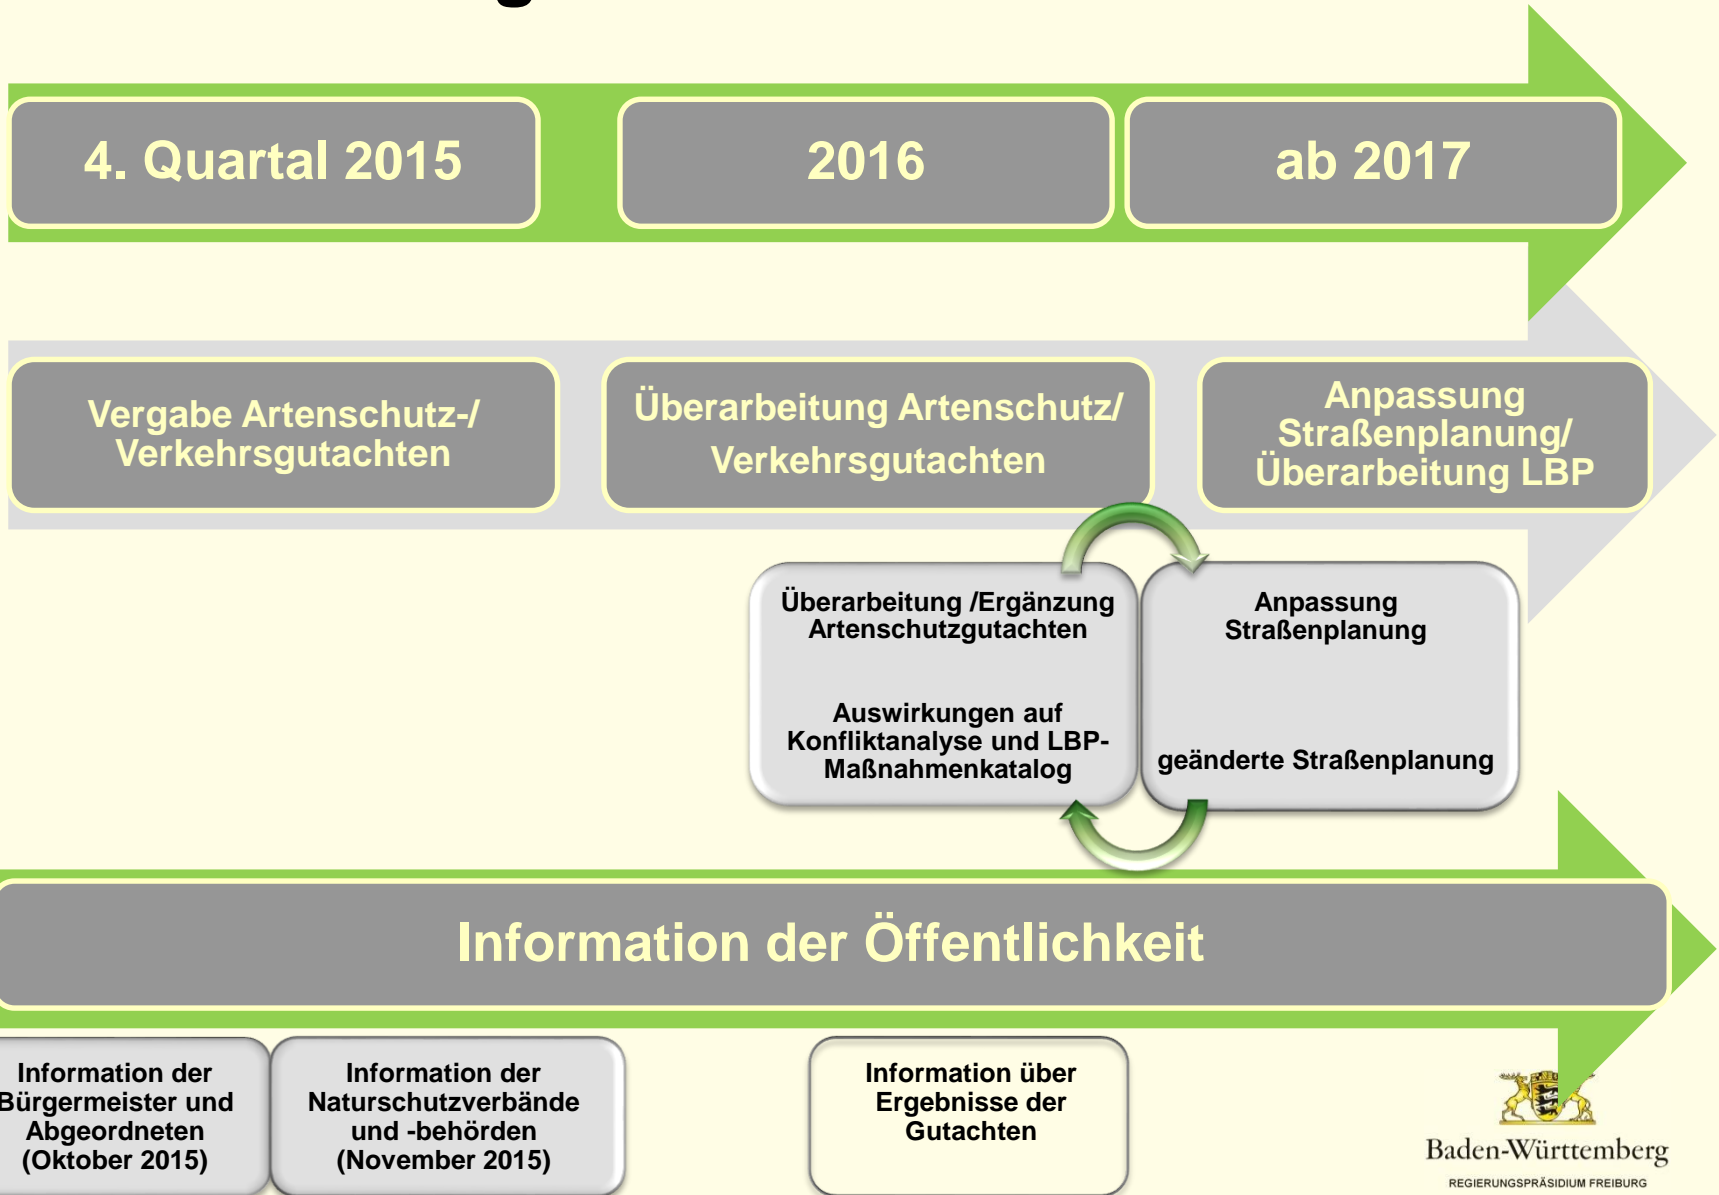 4. Quartal 2015
2016
ab 2017
Vergabe Artenschutz-/
Verkehrsgutachten
Überarbeitung Artenschutz/
Verkehrsgutachten
Anpassung
Straßenplanung/
Überarbeitung LBP
Überarbeitung /Ergänzung
Artenschutzgutachten
Auswirkungen auf
Konfliktanalyse und LBP-
Maßnahmenkatalog
Anpassung
Straßenplanung
geänderte Straßenplanung
Information der Öffentlichkeit
Information der
Bürgermeister und
Abgeordneten
(Oktober 2015)
Information der
Naturschutzverbände
und -behörden
(November 2015)
Information über
Ergebnisse der
Gutachten
Baden-Württemberg
REGIERUNGSPRÄSIDIUM FREIBURG